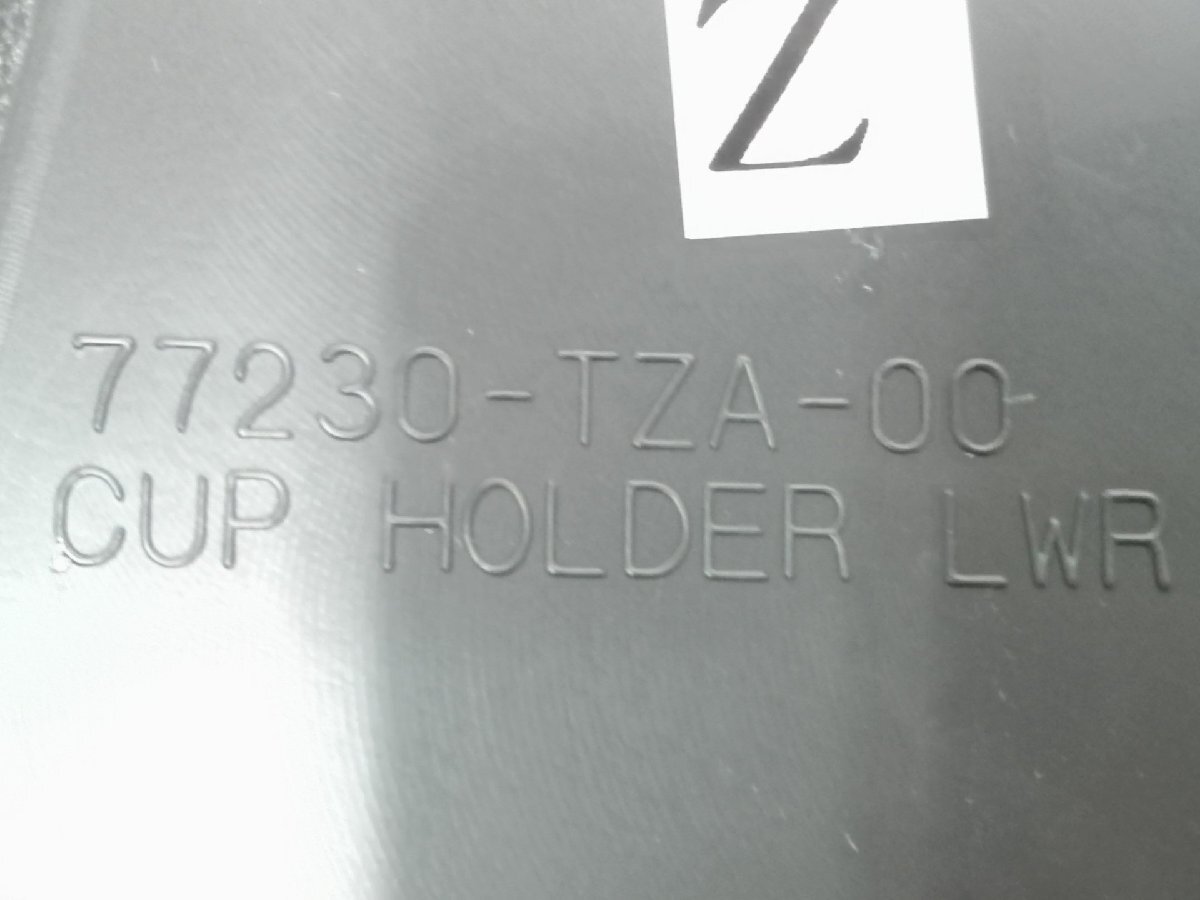 Z
77230-TZA-00
CUP HOLDER LWR